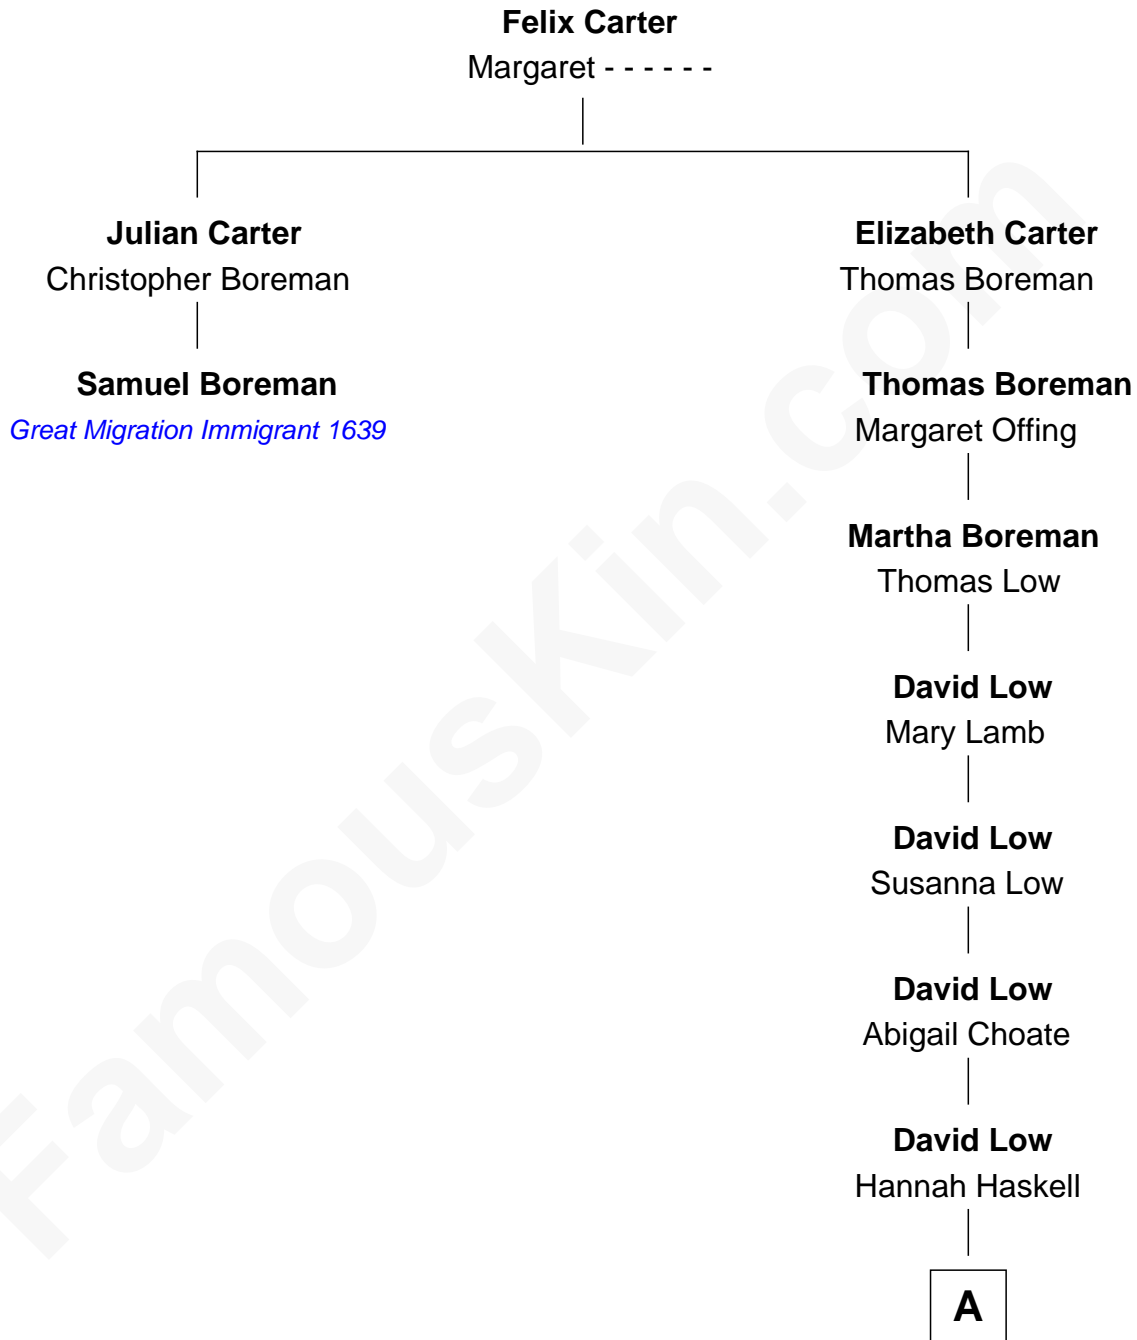 Felix Carter
Margaret - - - - - -
Julian Carter
Christopher Boreman
Samuel Boreman
Great Migration Immigrant 1639
Elizabeth Carter
Thomas Boreman
Thomas Boreman
Margaret Offing
Martha Boreman
Thomas Low
David Low
Mary Lamb
David Low
Susanna Low
David Low
Abigail Choate
David Low
Hannah Haskell
A
FamousKin.com